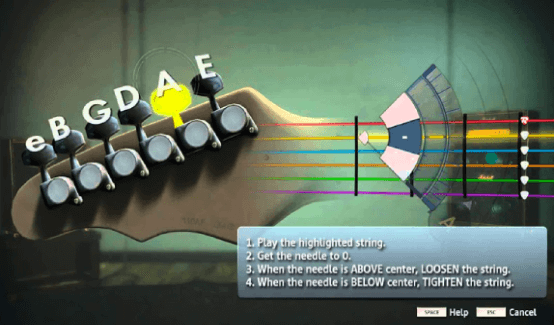 e B G D A E
1. Play the highlighted string.
2. Get the needle to 0.
3. When the needle is ABOVE center, LOOSEN the string.
4. When the needle is BELOW center, TIGHTEN the string.
SPACE Help ESC Cancel